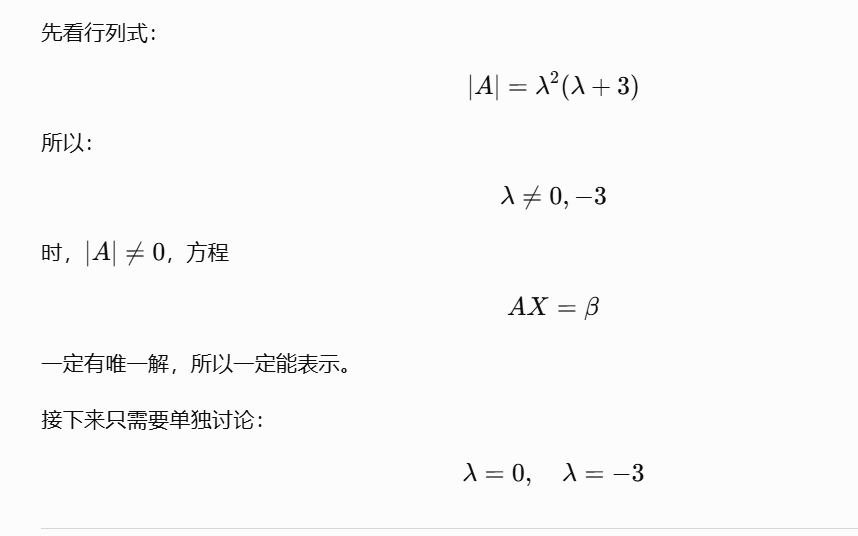 先看行列式：
|A| = λ²(λ + 3)
所以：
λ ≠ 0, −3
时，|A| ≠ 0，方程
AX = β
一定有唯一解，所以一定能表示。
接下来只需要单独讨论：
λ = 0, λ = −3